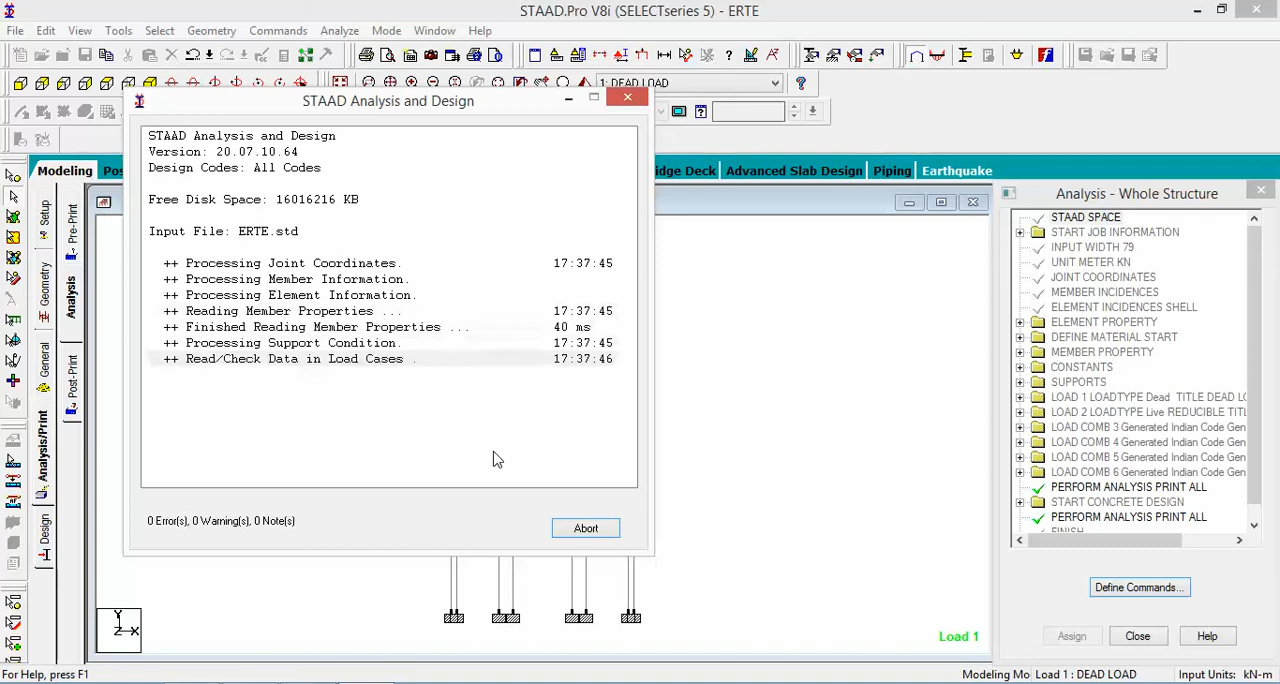 STAAD.Pro V8i (SELECTseries 5) - ERTE
File Edit View Tools Select Geometry Commands Analyze Mode Window Help
1: DEAD LOAD
STAAD Analysis and Design
STAAD Analysis and Design
Version: 20.07.10.64
Design Codes: All Codes
Free Disk Space: 16016216 KB
Input File: ERTE.std
++ Processing Joint Coordinates. 17:37:45
++ Processing Member Information.
++ Processing Element Information.
++ Reading Member Properties... 17:37:45
++ Finished Reading Member Properties ... 40 ms
++ Processing Support Condition. 17:37:45
++ Read/Check Data in Load Cases . 17:37:46
0 Error(s), 0 Warning(s), 0 Note(s)
Abort
Modeling Pos idge Deck Advanced Slab Design Piping Earthquake
Setup
Geometry
General
Analysis/Print
Design
Pre-Print
Analysis
Post-Print
Analysis - Whole Structure
STAAD SPACE
START JOB INFORMATION
INPUT WIDTH 79
UNIT METER KN
JOINT COORDINATES
MEMBER INCIDENCES
ELEMENT INCIDENCES SHELL
ELEMENT PROPERTY
DEFINE MATERIAL START
MEMBER PROPERTY
CONSTANTS
SUPPORTS
LOAD 1 LOADTYPE Dead TITLE DEAD LO
LOAD 2 LOADTYPE Live REDUCIBLE TITL
LOAD COMB 3 Generated Indian Code Gen
LOAD COMB 4 Generated Indian Code Gen
LOAD COMB 5 Generated Indian Code Gen
LOAD COMB 6 Generated Indian Code Gen
PERFORM ANALYSIS PRINT ALL
START CONCRETE DESIGN
PERFORM ANALYSIS PRINT ALL
FINISH
Define Commands...
Assign Close Help
Y
Z X
Load 1
For Help, press F1
Modeling Mo Load 1 : DEAD LOAD Input Units: kN-m